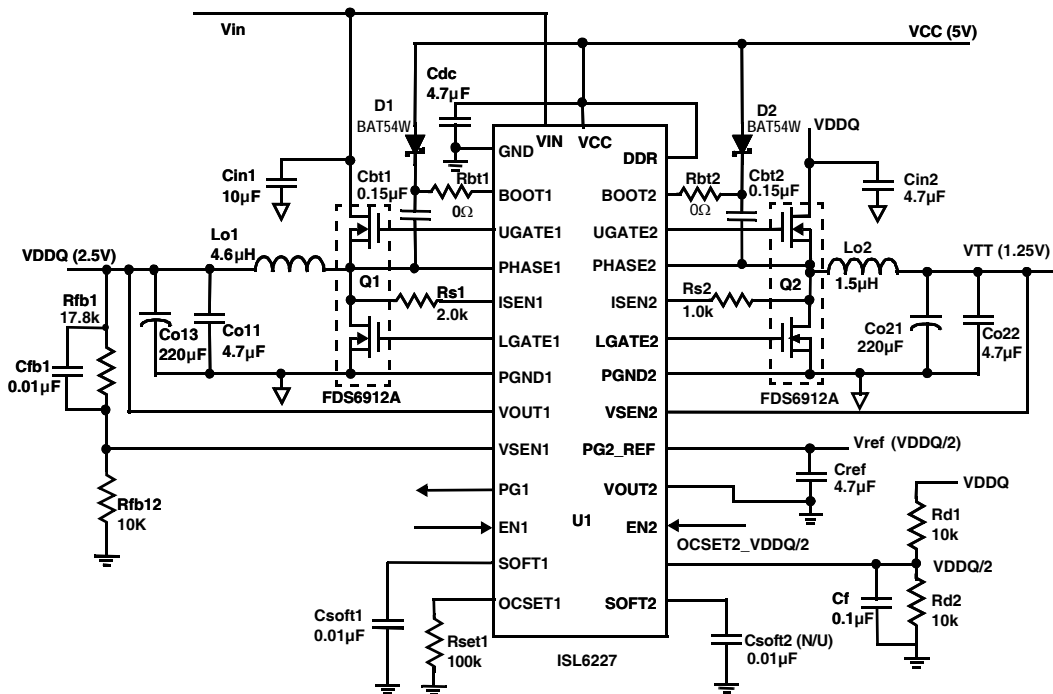 Vin
VCC (5V)
Cdc
4.7µF
D1
BAT54W
D2
BAT54W
VDDQ
VIN
VCC
GND
DDR
Cin1
10µF
Cbt1
0.15µF
Rbt1
0Ω
BOOT1
BOOT2
Rbt2
0Ω
Cbt2
0.15µF
Cin2
4.7µF
UGATE1
UGATE2
VDDQ (2.5V)
Lo1
4.6µH
PHASE1
PHASE2
Lo2
1.5µH
VTT (1.25V)
Rfb1
17.8k
Q1
Rs1
2.0k
ISEN1
ISEN2
Rs2
1.0k
Q2
Co13
220µF
Co11
4.7µF
LGATE1
LGATE2
Co21
220µF
Co22
4.7µF
Cfb1
0.01µF
PGND1
PGND2
FDS6912A
FDS6912A
VOUT1
VSEN2
VSEN1
PG2_REF
Vref (VDDQ/2)
Cref
4.7µF
Rfb12
10K
PG1
VOUT2
VDDQ
U1
EN1
EN2
Rd1
10k
OCSET2_VDDQ/2
SOFT1
VDDQ/2
Csoft1
0.01µF
OCSET1
SOFT2
Cf
0.1µF
Rd2
10k
Rset1
100k
Csoft2 (N/U)
0.01µF
ISL6227